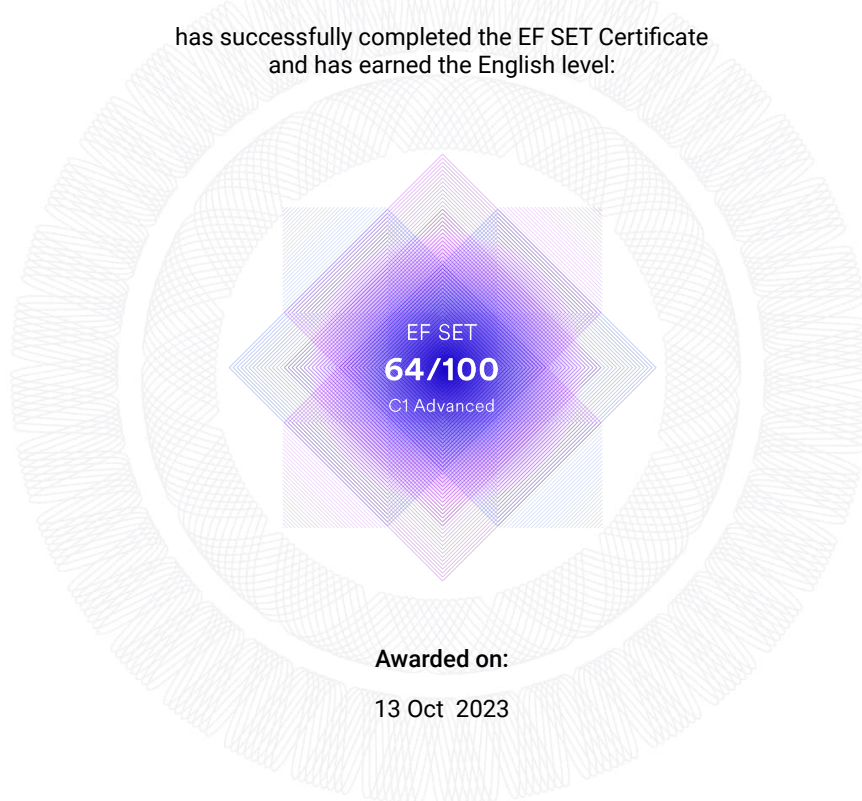 has successfully completed the EF SET Certificate
and has earned the English level:
EF SET
64/100
C1 Advanced
Awarded on:
13 Oct 2023